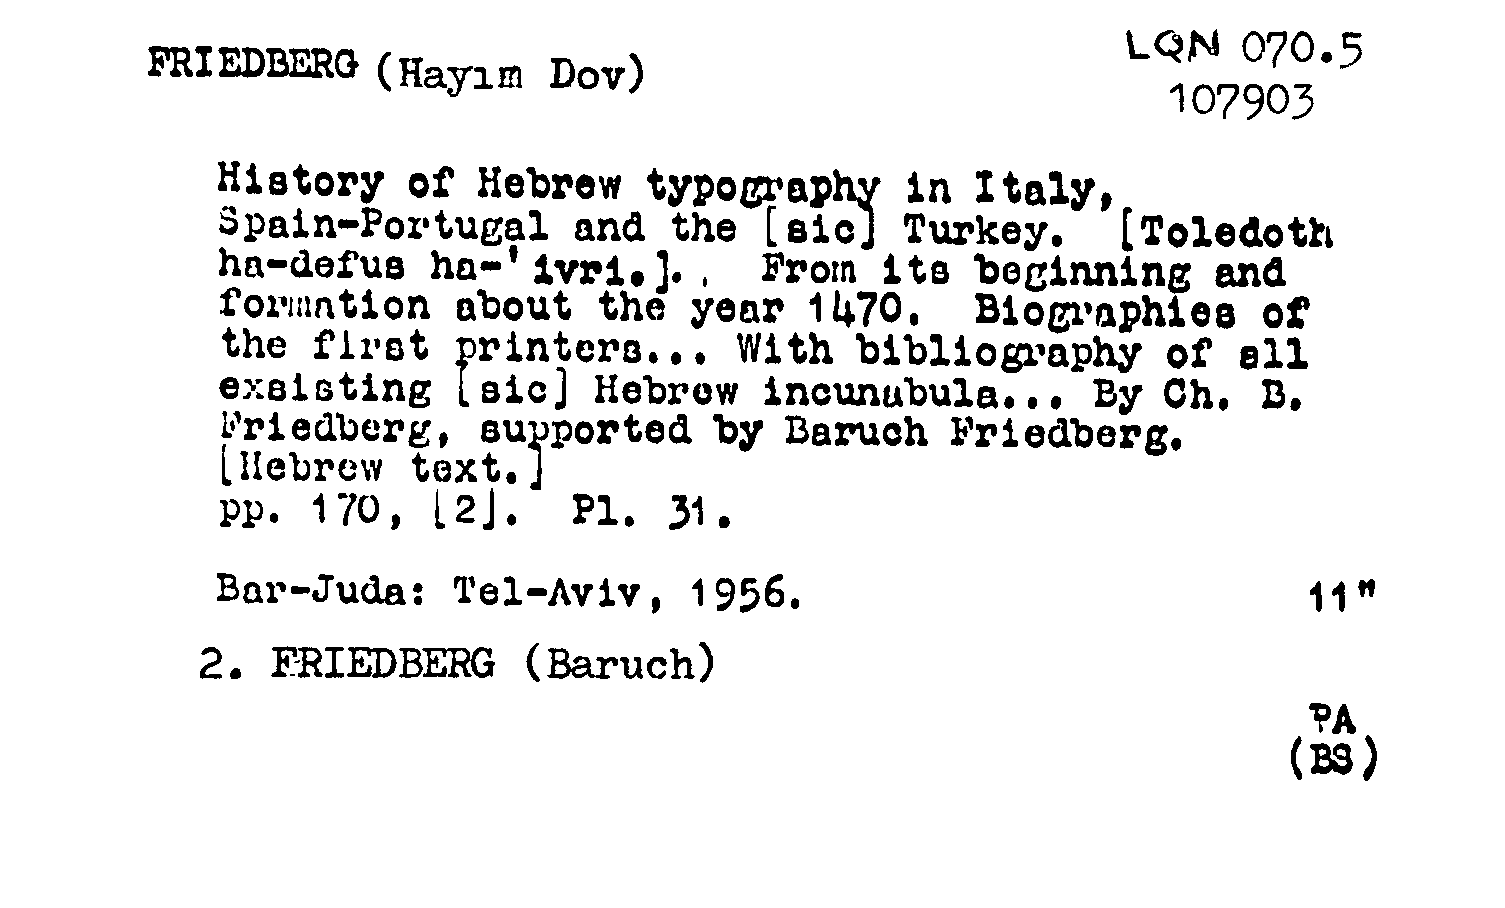 FRIEDBERG (Hayim Dov)
LQN 070.5
107903
History of Hebrew typography in Italy,
Spain-Portugal and the [sic] Turkey. [Toledoth
ha-defus ha-'ivri.]. From its beginning and
formation about the year 1470. Biographies of
the first printers... With bibliography of all
exsisting [sic] Hebrew incunabula... By Ch. B.
Friedberg, supported by Baruch Friedberg.
[Hebrew text.]
pp. 170, [2]. Pl. 31.
Bar-Juda: Tel-Aviv, 1956. 11"
2. FRIEDBERG (Baruch)
PA
(BS)